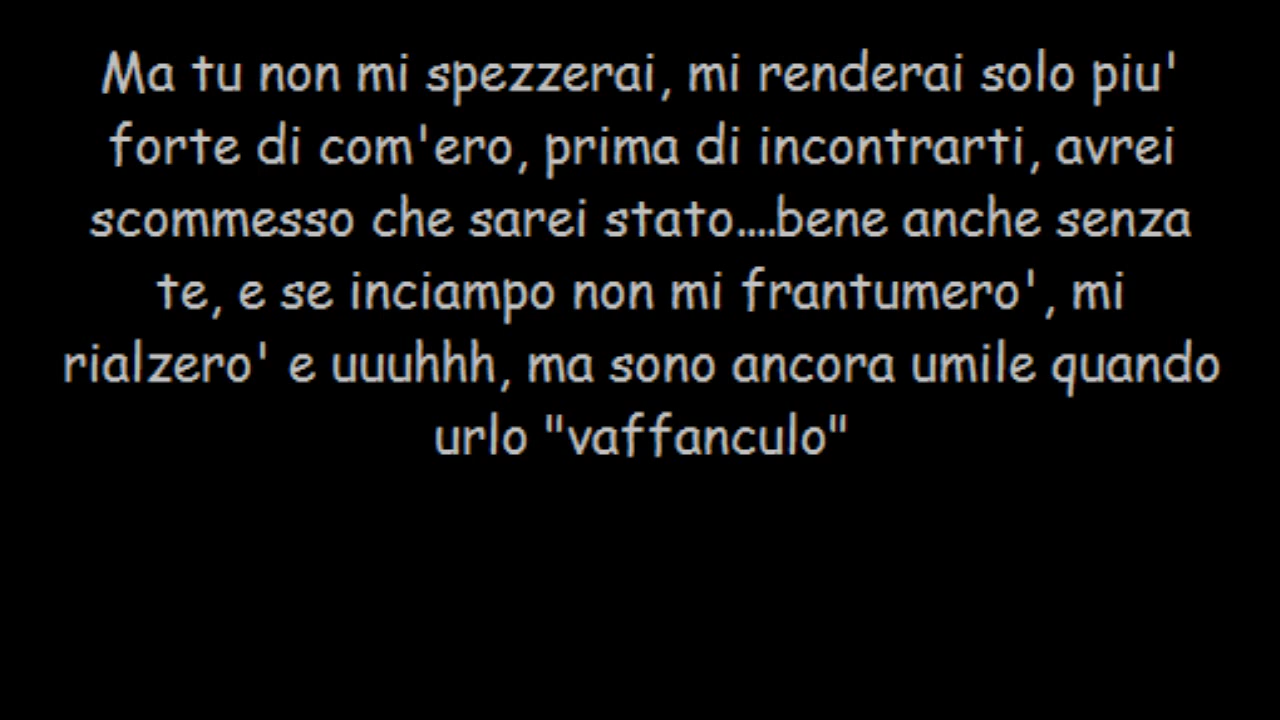 Ma tu non mi spezzerai, mi renderai solo piu'
forte di com'ero, prima di incontrarti, avrei
scommesso che sarei stato....bene anche senza
te, e se inciampo non mi frantumero', mi
rialzero' e uuuhhh, ma sono ancora umile quando
urlo "vaffanculo"